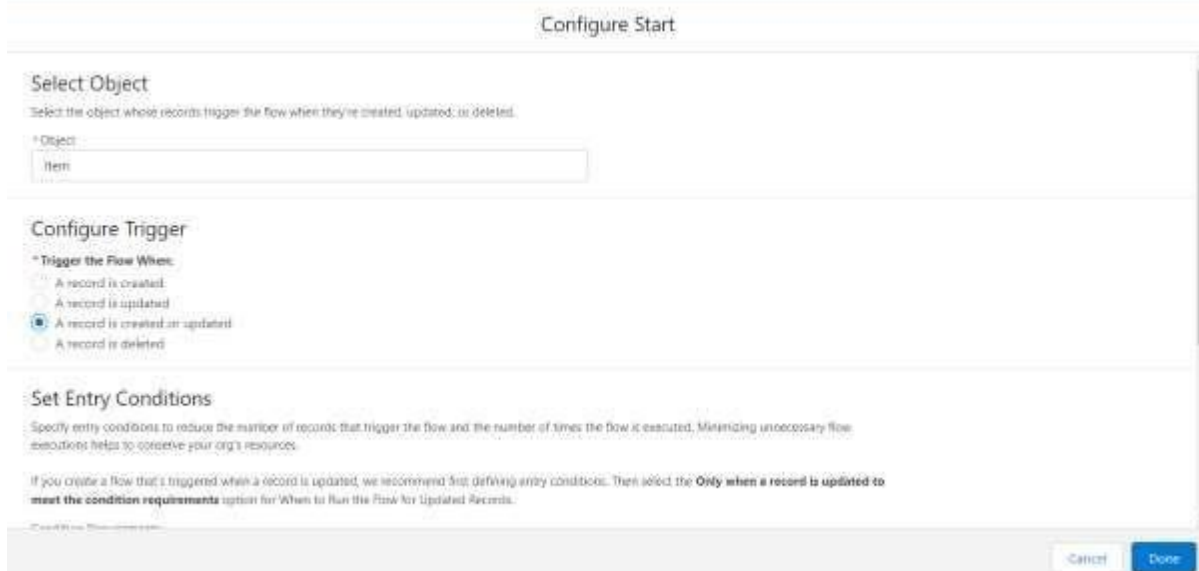 Configure Start
Select Object
Select the object whose records trigger the flow when they're created, updated, or deleted.
* Object
Item
Configure Trigger
* Trigger the Flow When:
A record is created
A record is updated
A record is created or updated
A record is deleted
Set Entry Conditions
Specify entry conditions to reduce the number of records that trigger the flow and the number of times the flow is executed. Minimizing unnecessary flow
executions helps to conserve your org's resources.
If you create a flow that's triggered when a record is updated, we recommend first defining entry conditions. Then select the Only when a record is updated to
meet the condition requirements option for When to Run the Flow for Updated Records.
Condition Requirements
Cancel
Done